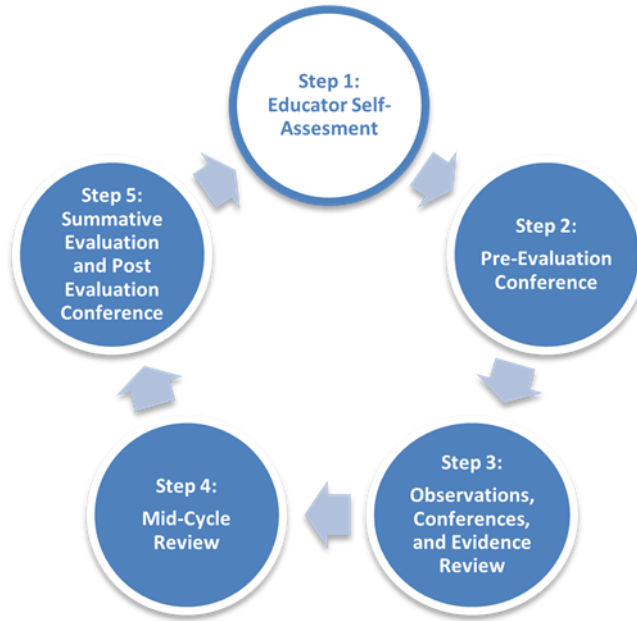 Step 1:
Educator Self-
Assesment
Step 2:
Pre-Evaluation
Conference
Step 3:
Observations,
Conferences,
and Evidence
Review
Step 4:
Mid-Cycle
Review
Step 5:
Summative
Evaluation
and Post
Evaluation
Conference